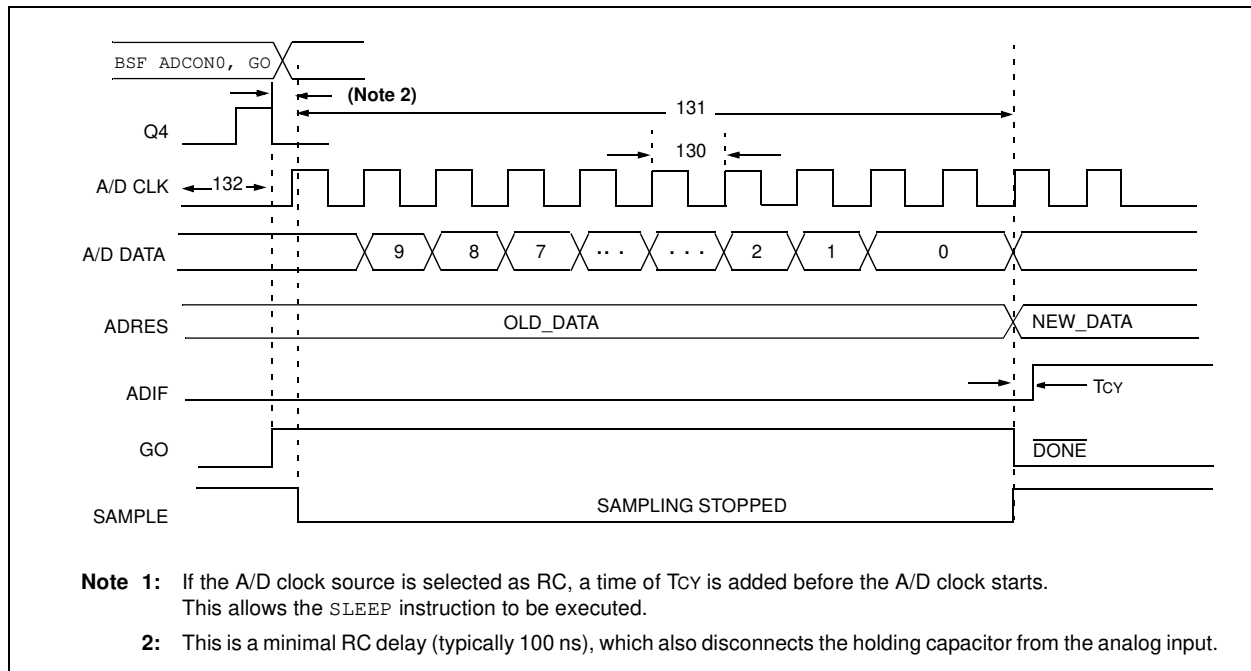 BSF ADCON0, GO
(Note 2)
131
Q4
130
A/D CLK
132
A/D DATA
9 8 7 . . . . . . 2 1 0
ADRES
OLD_DATA
NEW_DATA
ADIF
TCY
GO
DONE
SAMPLE
SAMPLING STOPPED
Note 1: If the A/D clock source is selected as RC, a time of TCY is added before the A/D clock starts.
This allows the SLEEP instruction to be executed.
2: This is a minimal RC delay (typically 100 ns), which also disconnects the holding capacitor from the analog input.